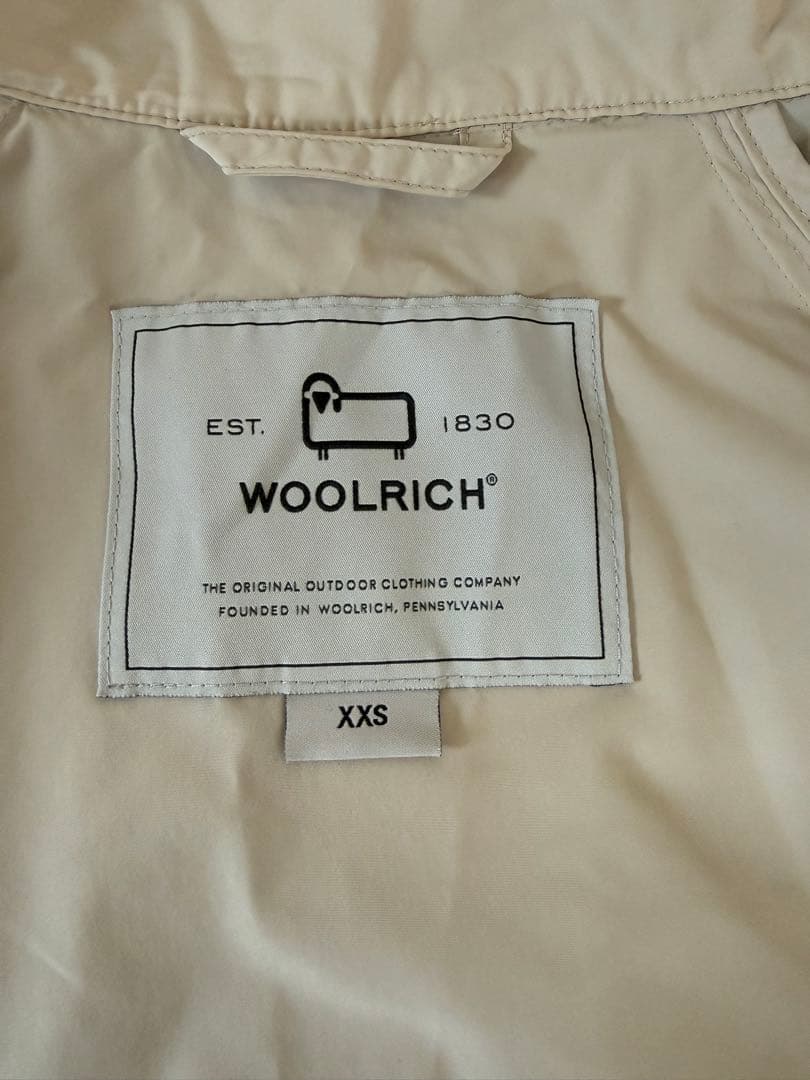 EST. 1830
WOOLRICH®
THE ORIGINAL OUTDOOR CLOTHING COMPANY
FOUNDED IN WOOLRICH, PENNSYLVANIA
XXS